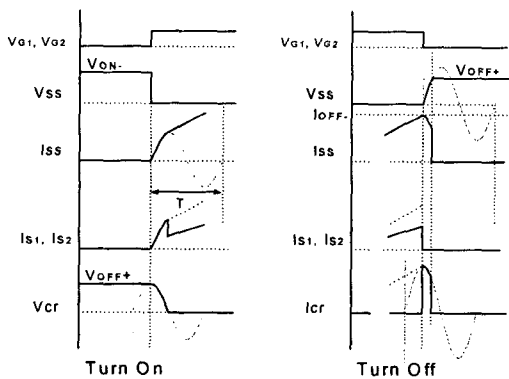 VG1, VG2
VON-
VSS
ISS
T
IS1, IS2
VOFF+
Vcr
Turn On
VG1, VG2
VOFF+
VSS
IOFF-
ISS
IS1, IS2
Icr
Turn Off